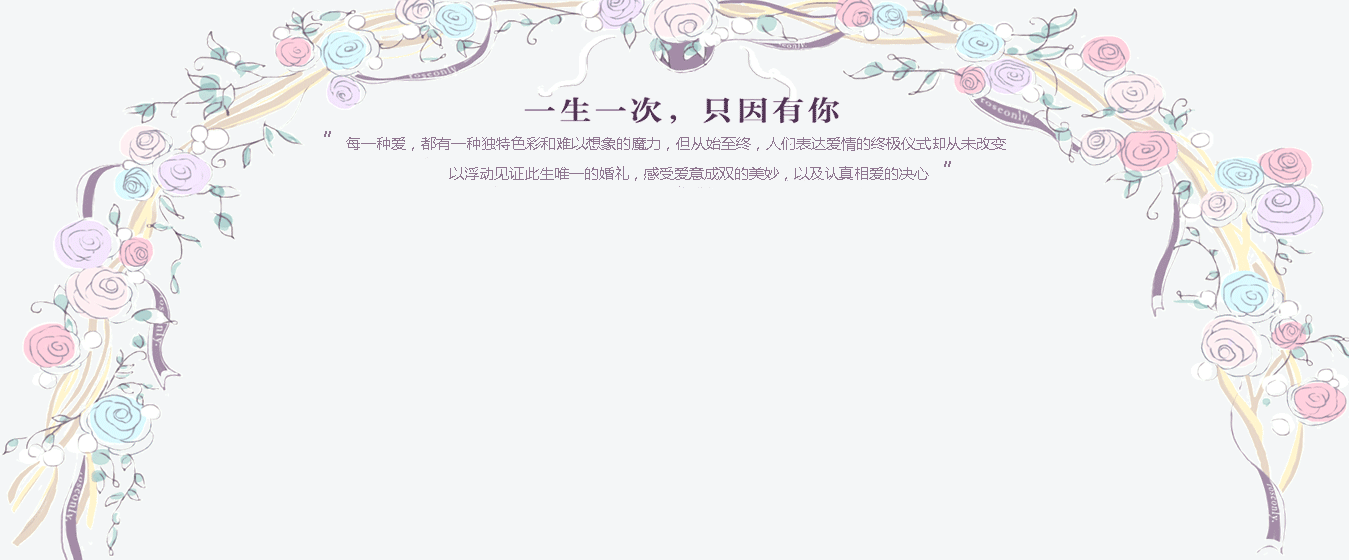 roseonly.
roseonly.
一生一次，只因有你
“ 每一种爱，都有一种独特色彩和难以想象的魔力，但从始至终，人们表达爱情的终极仪式却从未改变
以浮动见证此生唯一的婚礼，感受爱意成双的美妙，以及认真相爱的决心 ”
roseonly.
roseonly.
roseonly.